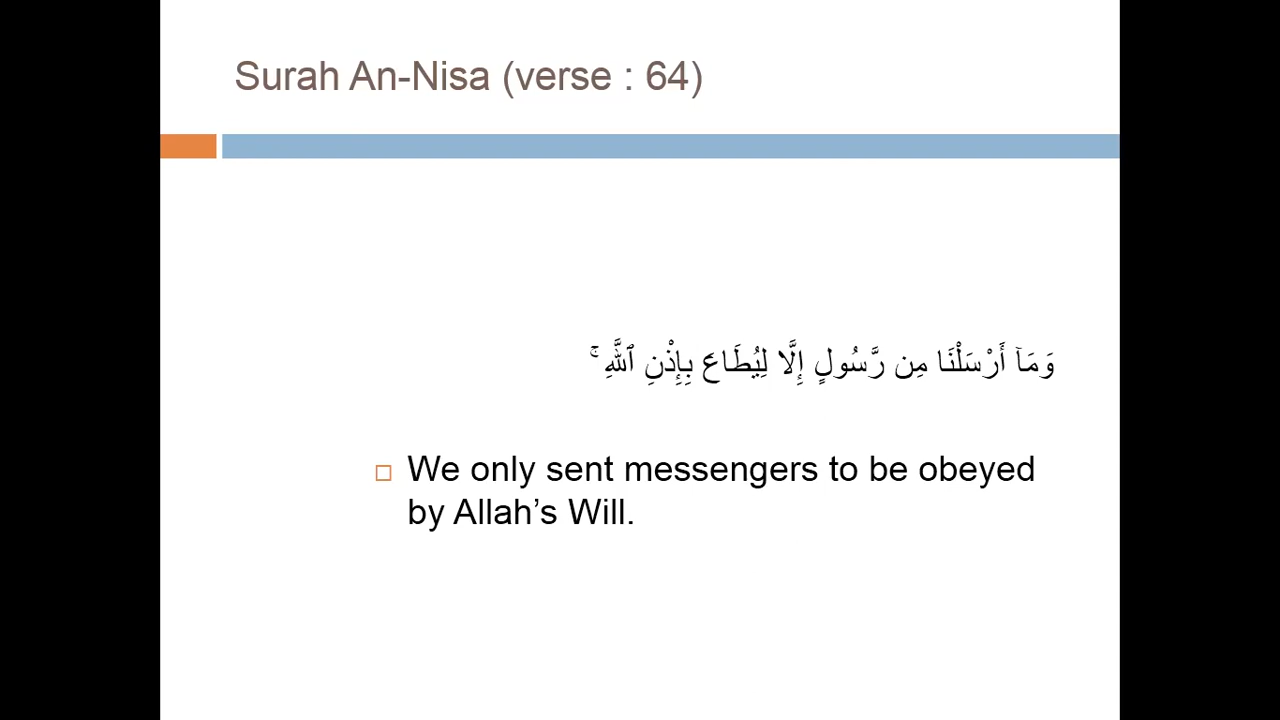 Surah An-Nisa (verse : 64)
وَمَآ أَرْسَلْنَا مِن رَّسُولٍ إِلَّا لِيُطَاعَ بِإِذْنِ ٱللَّهِ ۚ
We only sent messengers to be obeyed
by Allah’s Will.